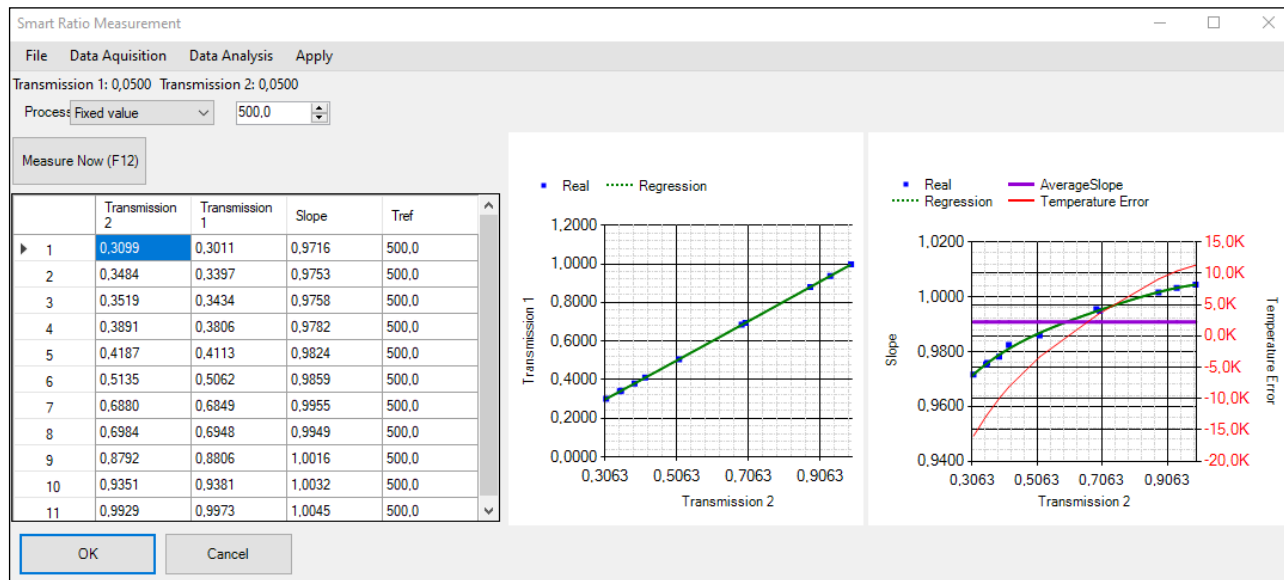 Smart Ratio Measurement
File Data Aquisition Data Analysis Apply
Transmission 1: 0,0500 Transmission 2: 0,0500
Process Fixed value 500,0
Measure Now (F12)
Transmission 2 Transmission 1 Slope Tref
1 0,3099 0,3011 0,9716 500,0
2 0,3484 0,3397 0,9753 500,0
3 0,3519 0,3434 0,9758 500,0
4 0,3891 0,3806 0,9782 500,0
5 0,4187 0,4113 0,9824 500,0
6 0,5135 0,5062 0,9859 500,0
7 0,6880 0,6849 0,9955 500,0
8 0,6984 0,6948 0,9949 500,0
9 0,8792 0,8806 1,0016 500,0
10 0,9351 0,9381 1,0032 500,0
11 0,9929 0,9973 1,0045 500,0
OK Cancel
Real Regression
Transmission 1
1,2000
1,0000
0,8000
0,6000
0,4000
0,2000
0,0000
0,3063 0,5063 0,7063 0,9063
Transmission 2
Real AverageSlope
Regression Temperature Error
Slope
1,0200
1,0000
0,9800
0,9600
0,9400
15,0K
10,0K
5,0K
0,0K
-5,0K
-10,0K
-15,0K
-20,0K
Temperature Error
0,3063 0,5063 0,7063 0,9063
Transmission 2